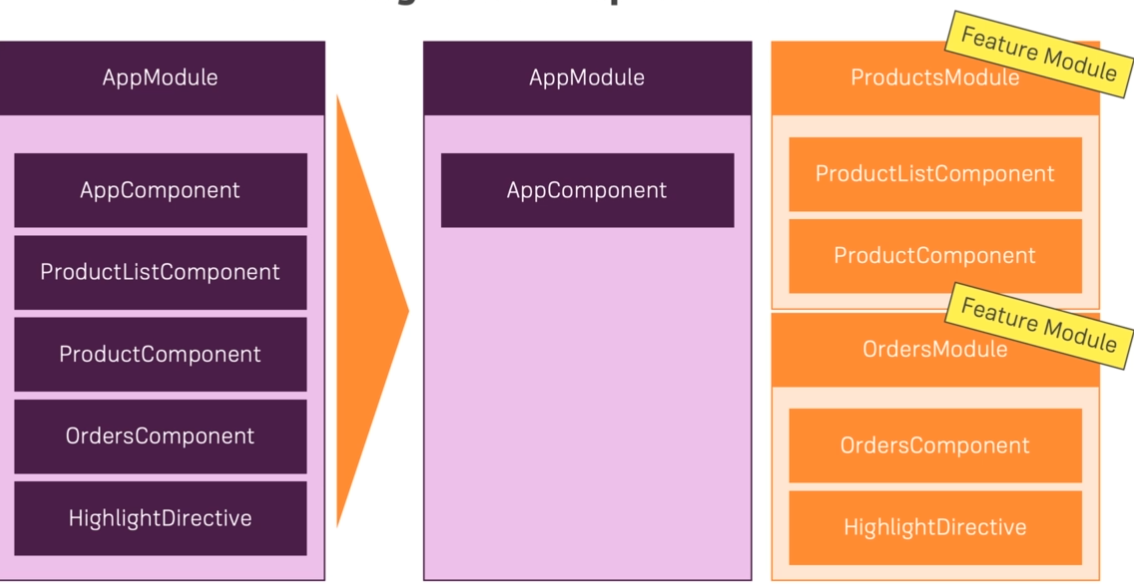 AppModule
AppComponent
ProductListComponent
ProductComponent
OrdersComponent
HighlightDirective
AppModule
AppComponent
Feature Module
ProductsModule
ProductListComponent
ProductComponent
Feature Module
OrdersModule
OrdersComponent
HighlightDirective